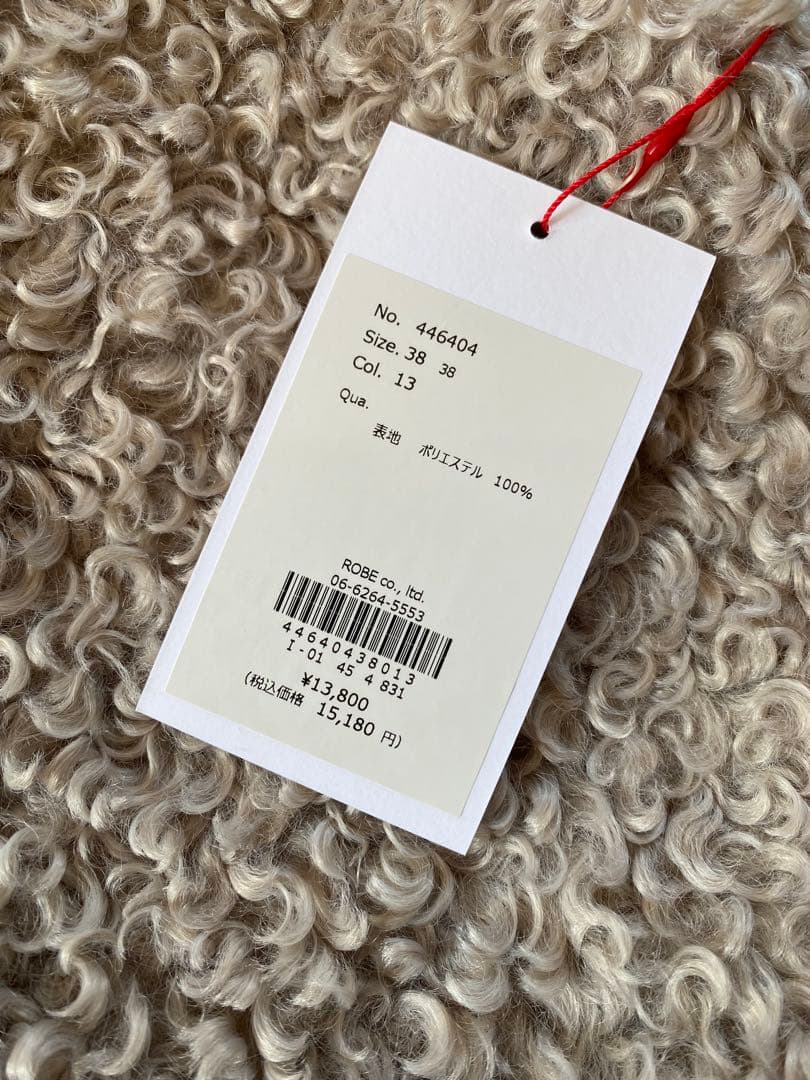 No. 446404
Size. 38 38
Col. 13
Qua.
表地 ポリエステル 100%
ROBE co., ltd.
06-6264-5553
44640438013
I-01 45 4 831
¥13,800
(税込価格 15,180 円)